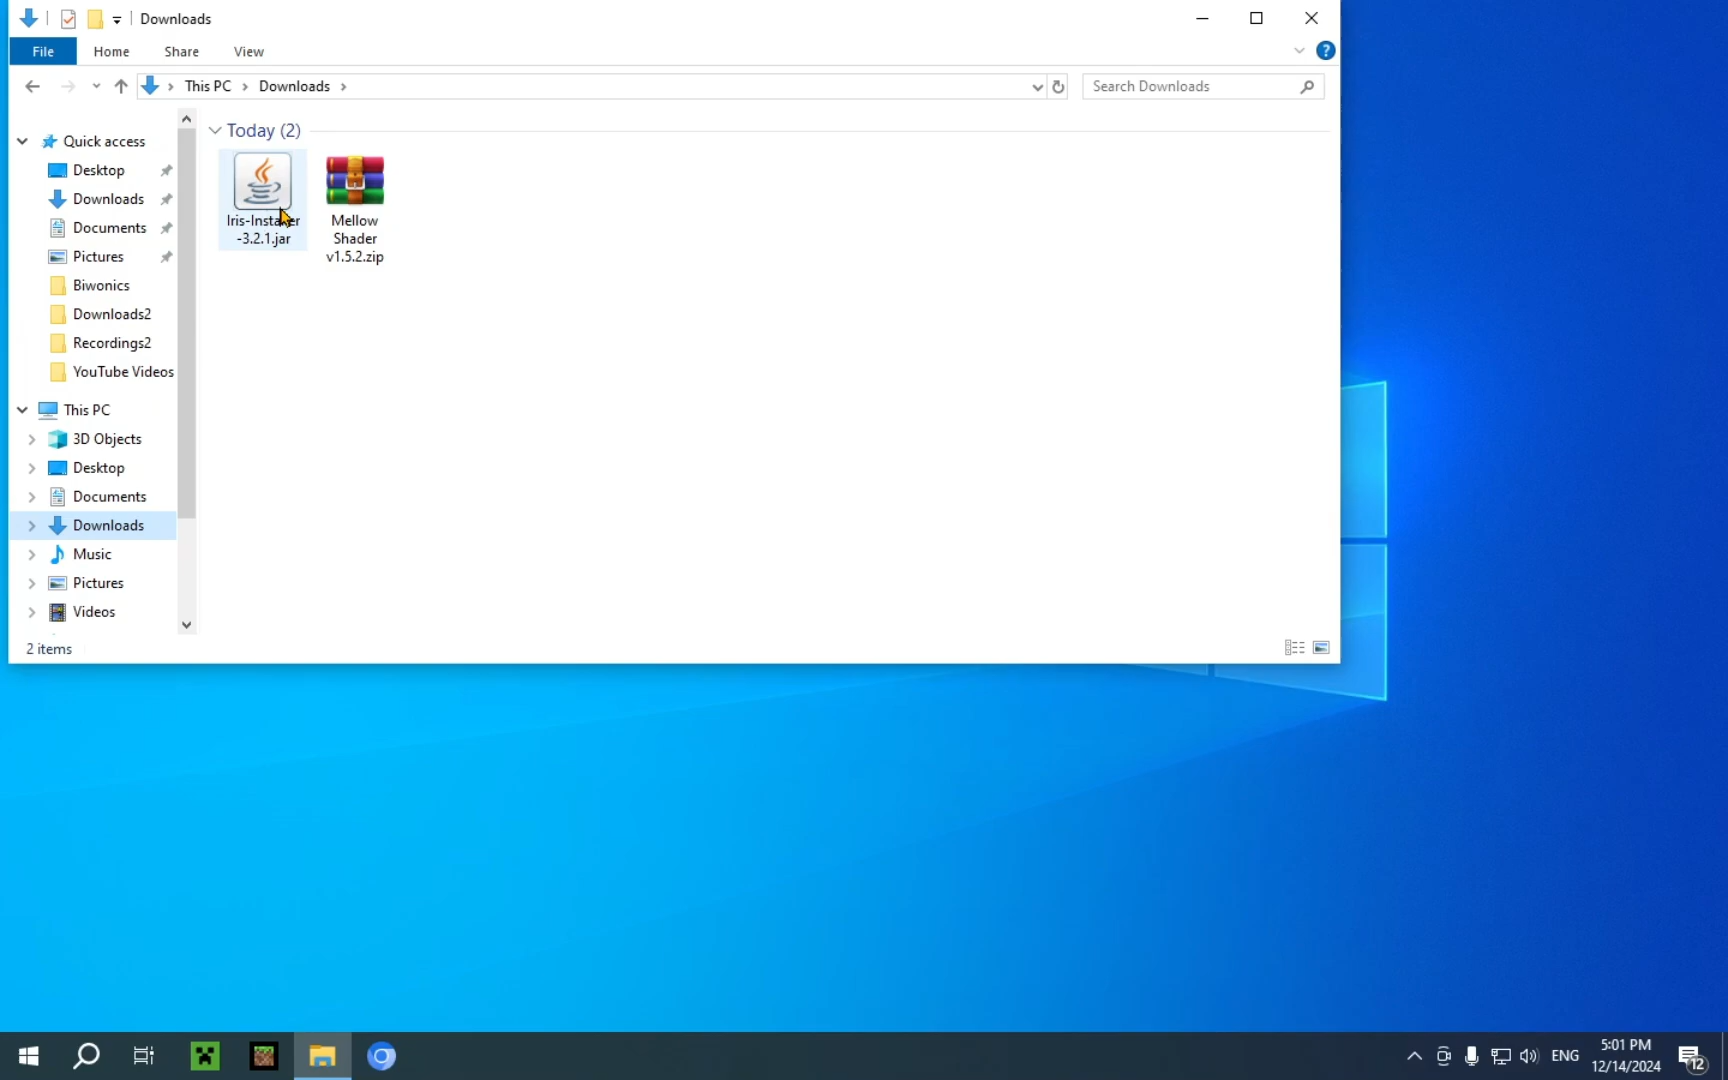 Downloads
File
Home
Share
View
This PC
Downloads
Search Downloads
Quick access
Desktop
Downloads
Documents
Pictures
Biwonics
Downloads2
Recordings2
YouTube Videos
This PC
3D Objects
Desktop
Documents
Downloads
Music
Pictures
Videos
Today (2)
Iris-Installer
-3.2.1.jar
Mellow
Shader
v1.5.2.zip
2 items
ENG
5:01 PM
12/14/2024
12